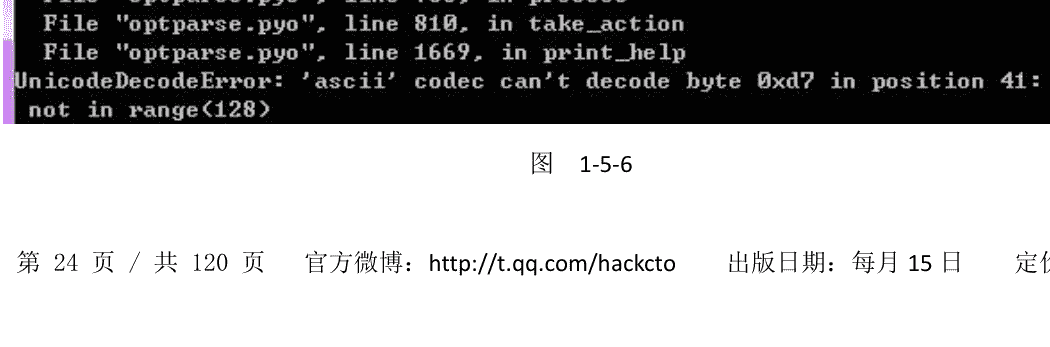 File "optparse.pyo", line 810, in take_action
File "optparse.pyo", line 1669, in print_help
UnicodeDecodeError: 'ascii' codec can't decode byte 0xd7 in position 41:
not in range(128)
图 1-5-6
第 24 页 / 共 120 页 官方微博：http://t.qq.com/hackcto 出版日期：每月 15 日